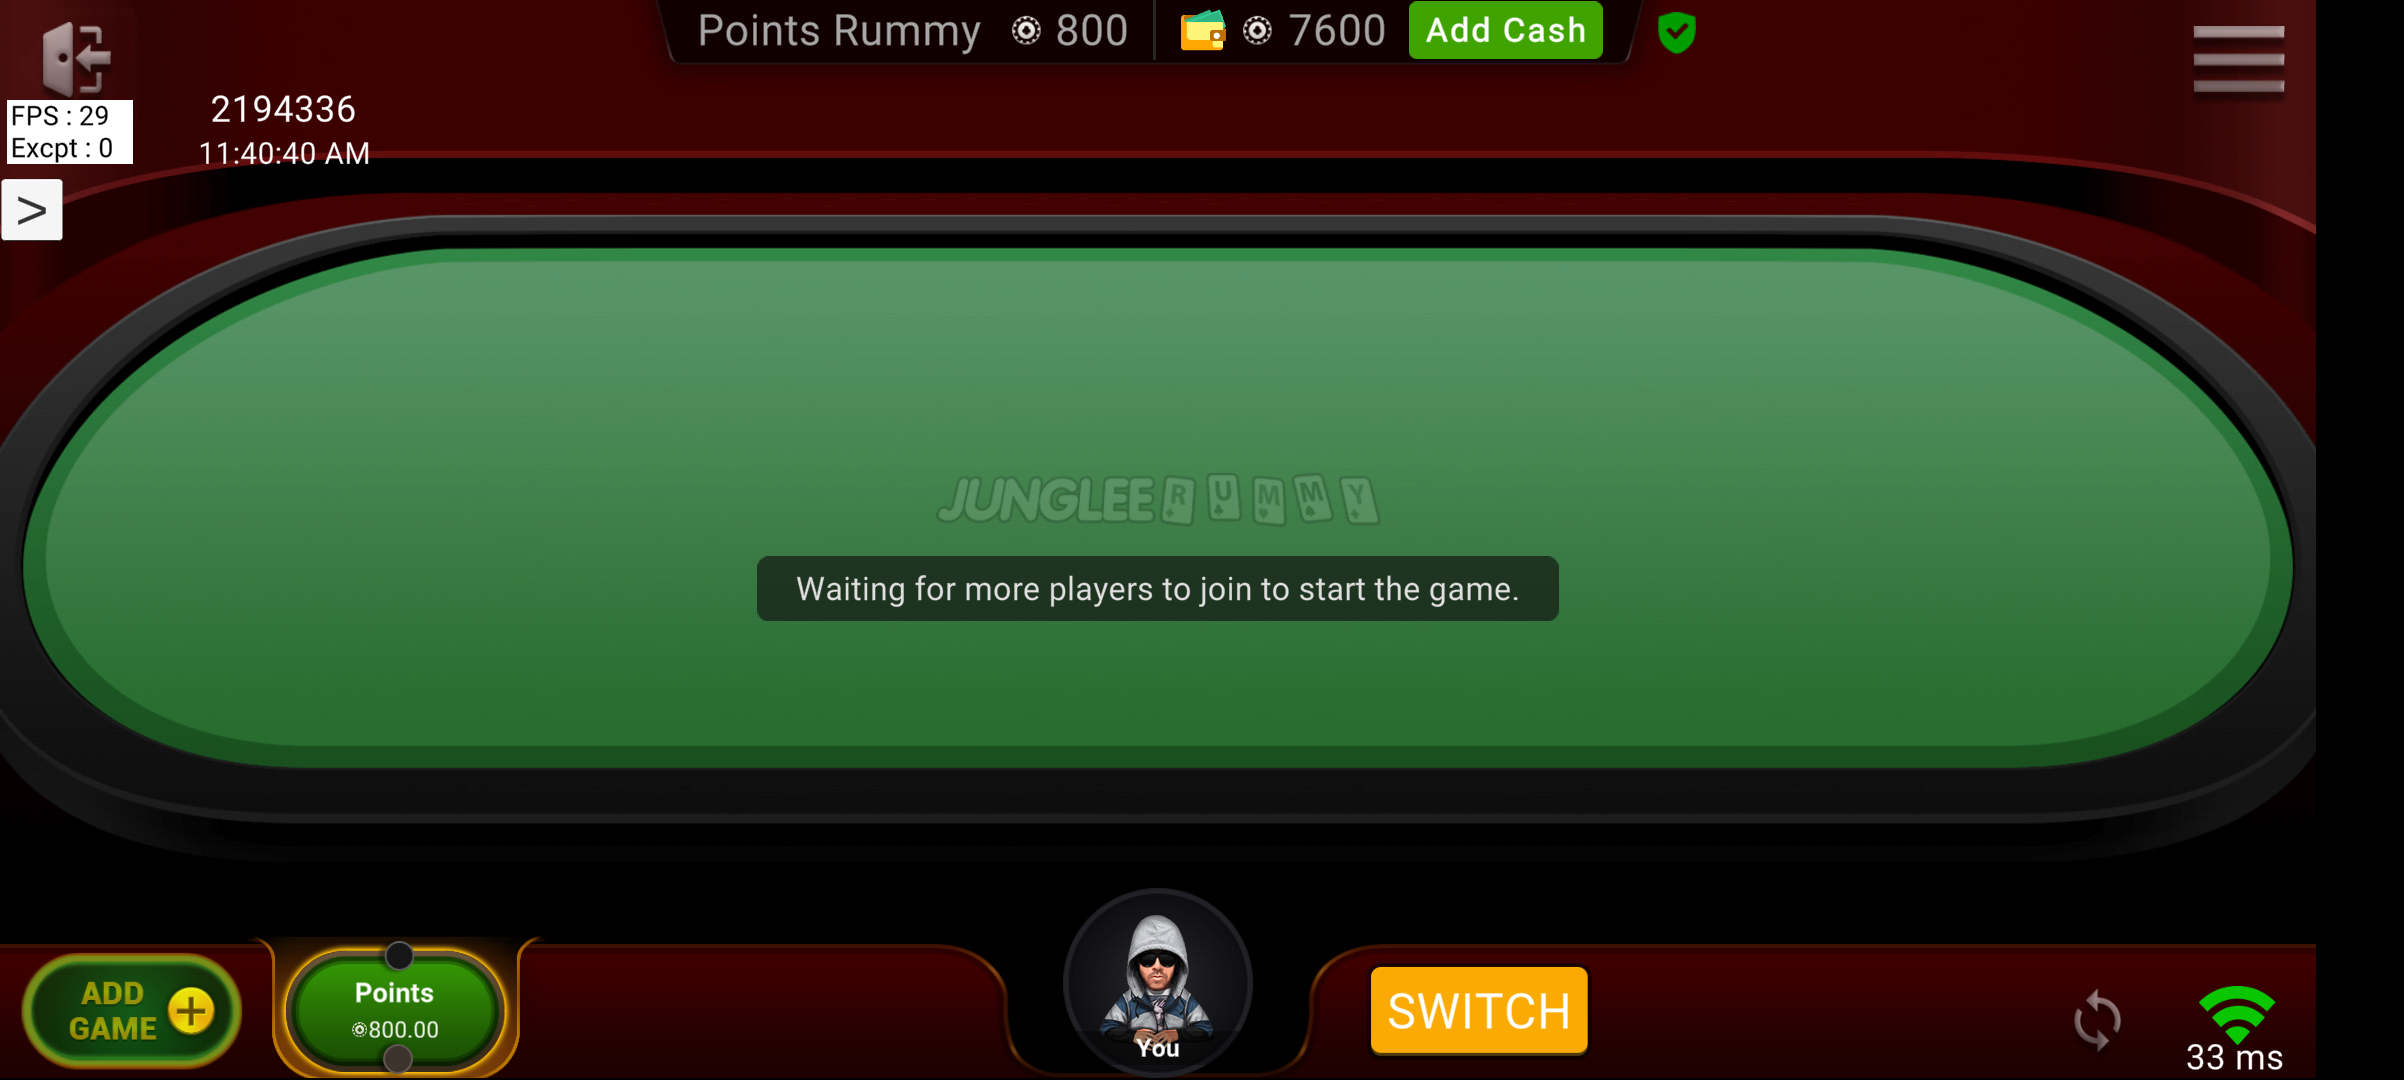 Points Rummy 800 7600 Add Cash
FPS : 29
Excpt : 0
2194336
11:40:40 AM
>
JUNGLEE RUMMY
Waiting for more players to join to start the game.
ADD
GAME
Points
800.00
You
SWITCH
33 ms